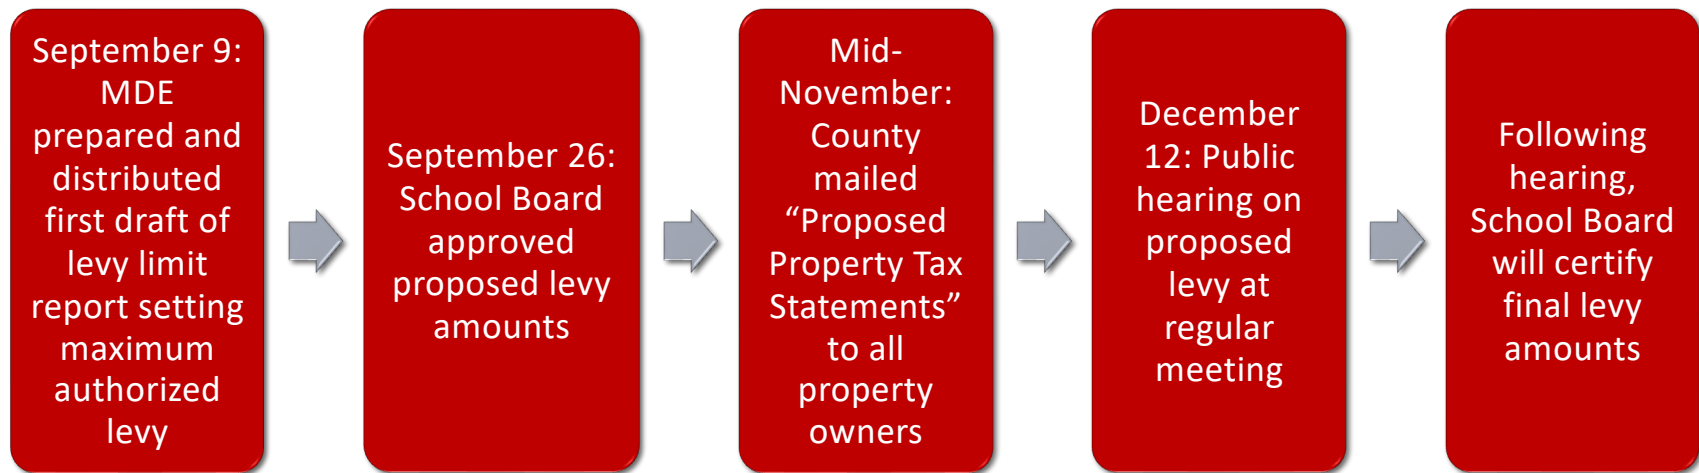 September 9:
MDE
prepared and
distributed
first draft of
levy limit
report setting
maximum
authorized
levy
September 26:
School Board
approved
proposed levy
amounts
Mid-
November:
County
mailed
“Proposed
Property Tax
Statements”
to all
property
owners
December
12: Public
hearing on
proposed
levy at
regular
meeting
Following
hearing,
School Board
will certify
final levy
amounts